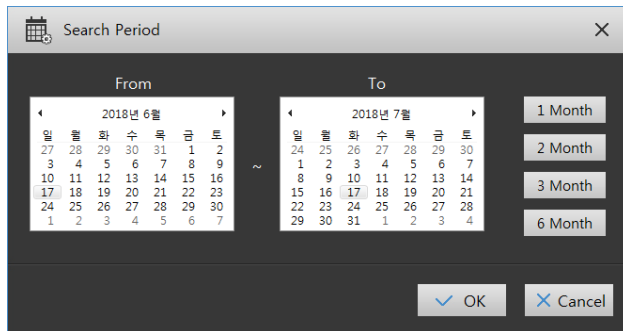 Search Period
From
2018년 6월
일 월 화 수 목 금 토
27 28 29 30 31 1 2
3 4 5 6 7 8 9
10 11 12 13 14 15 16
17 18 19 20 21 22 23
24 25 26 27 28 29 30
1 2 3 4 5 6 7
~
To
2018년 7월
일 월 화 수 목 금 토
24 25 26 27 28 29 30
1 2 3 4 5 6 7
8 9 10 11 12 13 14
15 16 17 18 19 20 21
22 23 24 25 26 27 28
29 30 31 1 2 3 4
1 Month
2 Month
3 Month
6 Month
OK
Cancel